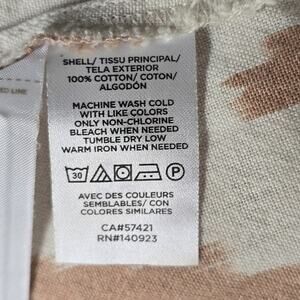 SHELL/ TISSU PRINCIPAL/
TELA EXTERIOR
100% COTTON/ COTON/
ALGODÓN
MACHINE WASH COLD
WITH LIKE COLORS
ONLY NON-CHLORINE
BLEACH WHEN NEEDED
TUMBLE DRY LOW
WARM IRON WHEN NEEDED
30
P
AVEC DES COULEURS
SEMBLABLES/ CON
COLORES SIMILARES
CA#57421
RN#140923
LINE